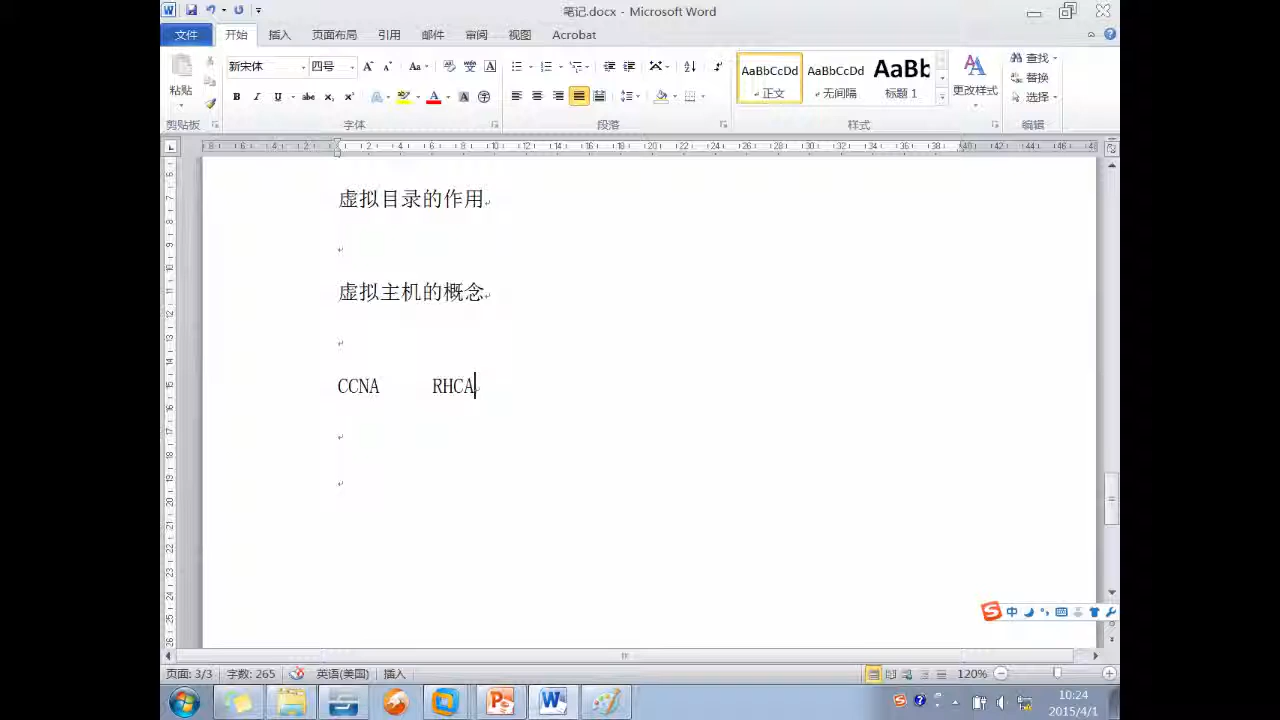 笔记.docx - Microsoft Word
文件 开始 插入 页面布局 引用 邮件 审阅 视图 Acrobat
粘贴 新宋体 四号 AaBbCcDd 正文 AaBbCcDd 无间隔 AaBb 标题 1 更改样式 查找 替换 选择
剪贴板 字体 段落 样式 编辑
虚拟目录的作用
虚拟主机的概念
CCNA RHCA
中
页面: 3/3 字数: 265 英语(美国) 插入 120%
10:24
2015/4/1